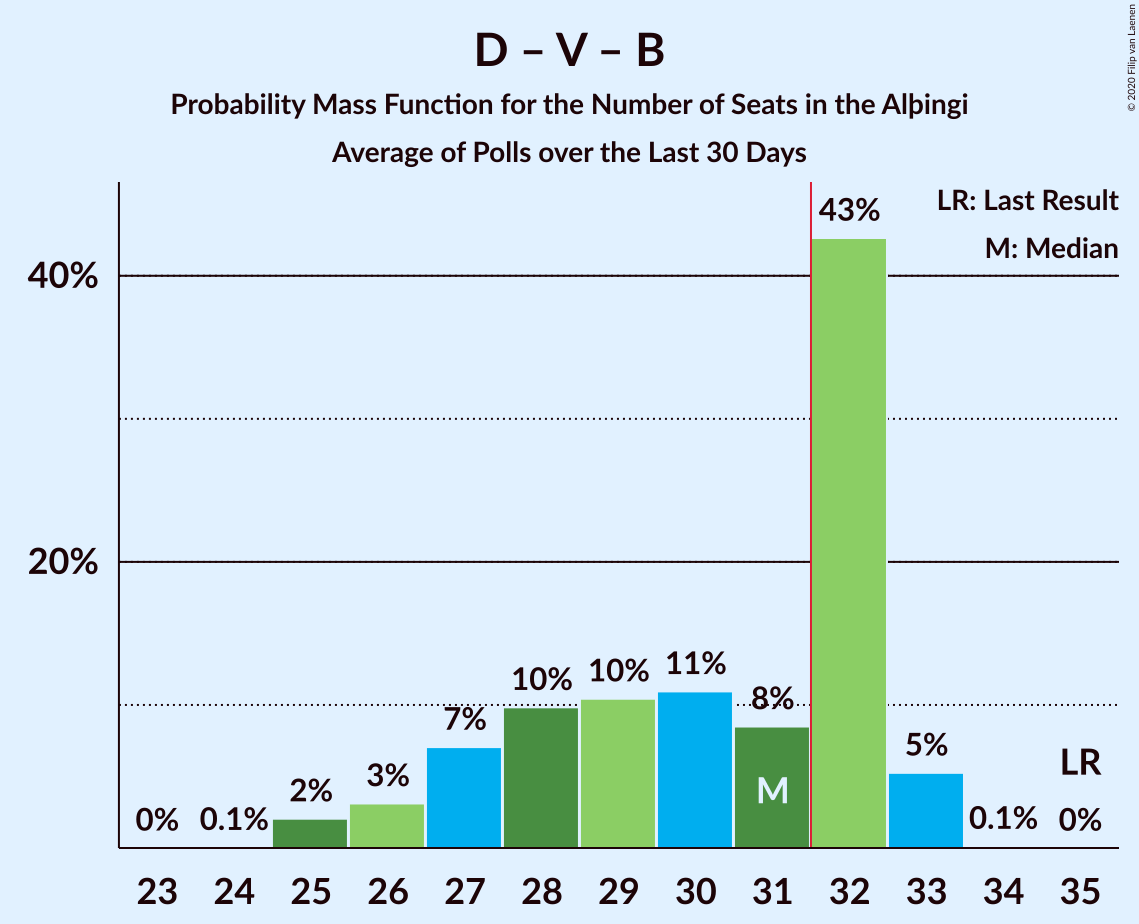 D – V – B
Probability Mass Function for the Number of Seats in the Alþingi
Average of Polls over the Last 30 Days
© 2020 Filip van Laenen
LR: Last Result
M: Median
40%
20%
0%
0.1%
2%
3%
7%
10%
10%
11%
8%
43%
5%
0.1%
0%
M
LR
23 24 25 26 27 28 29 30 31 32 33 34 35